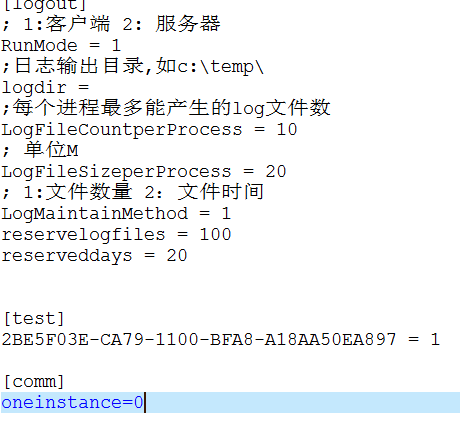 [logout]
; 1:客户端 2: 服务器
RunMode = 1
;日志输出目录,如c:\temp\
logdir =
;每个进程最多能产生的log文件数
LogFileCountperProcess = 10
; 单位M
LogFileSizeperProcess = 20
; 1:文件数量 2: 文件时间
LogMaintainMethod = 1
reservelogfiles = 100
reserveddays = 20
[test]
2BE5F03E-CA79-1100-BFA8-A18AA50EA897 = 1
[comm]
oneinstance=0